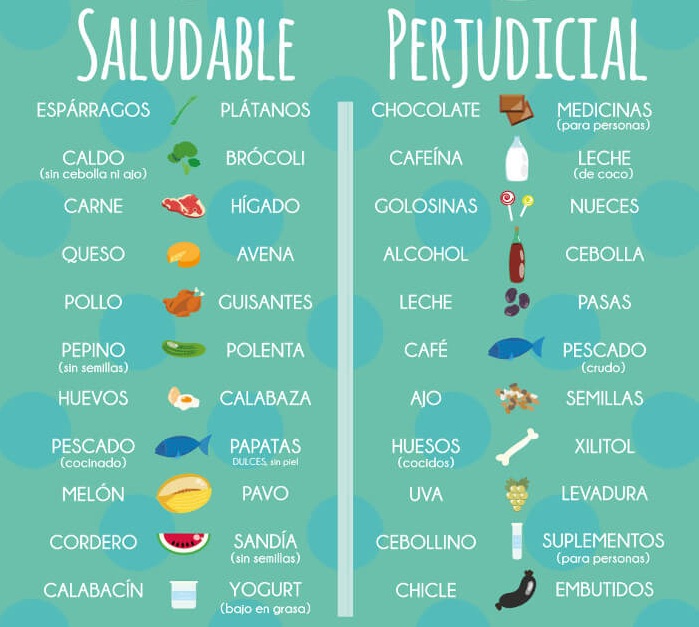 SALUDABLE PERJUDICIAL
ESPÁRRAGOS PLÁTANOS CHOCOLATE MEDICINAS
(para personas)
CALDO BRÓCOLI CAFEÍNA LECHE
(sin cebolla ni ajo) (de coco)
CARNE HÍGADO GOLOSINAS NUECES
QUESO AVENA ALCOHOL CEBOLLA
POLLO GUISANTES LECHE PASAS
PEPINO POLENTA CAFÉ PESCADO
(sin semillas) (crudo)
HUEVOS CALABAZA AJO SEMILLAS
PESCADO PAPATAS HUESOS XILITOL
(cocinado) DULCES, sin piel (cocidos)
MELÓN PAVO UVA LEVADURA
CORDERO SANDÍA CEBOLLINO SUPLEMENTOS
(sin semillas) (para personas)
CALABACÍN YOGURT CHICLE EMBUTIDOS
(bajo en grasa)